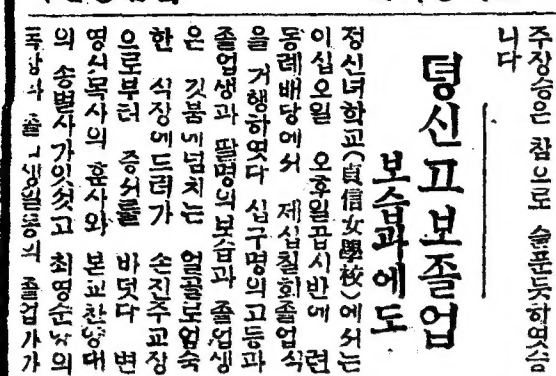 주장승은 참으로 슬푼듯하엿습
니다
뎡신고보졸업
보습과에도
정신녀학교(貞信女學校)에서는
이십오일 오후일곱시반에 련
동례배당에서 제십칠회졸업식
을 거행하엿다 십구명의고등과
졸업생과 팔명의보습과 졸업생
은 깃붐에넘치는 얼골로엄숙
한 식장에드러가 손진주교장
으로부터 증서를 바덧다 변
영서목사의 훈사와 본교찬양대
의 송별사가잇섯고 최영순 의
졸업생일동의 졸업가가